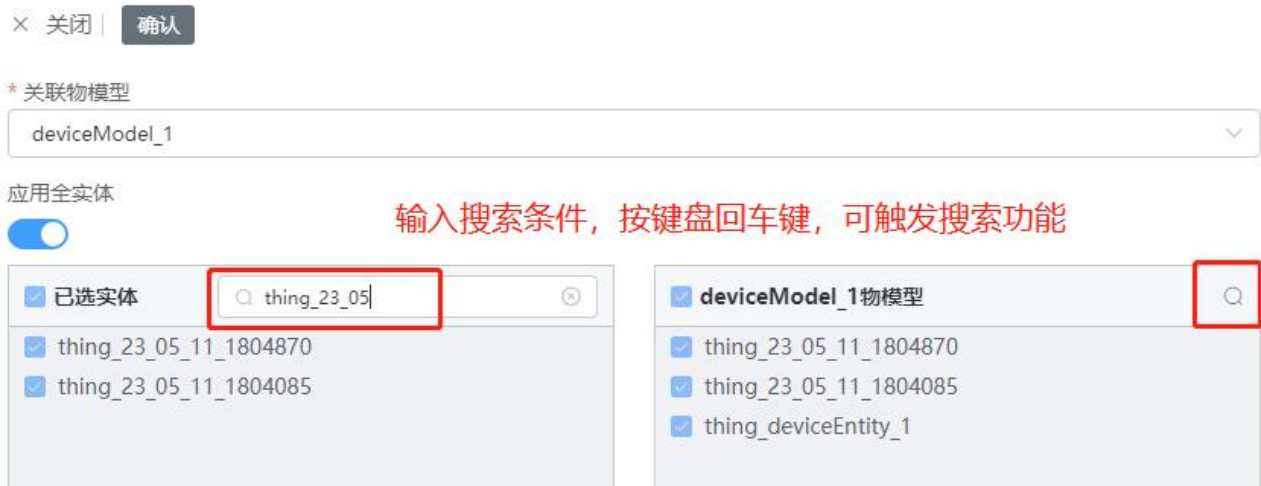 × 关闭 确认
* 关联物模型
deviceModel_1
应用全实体
输入搜索条件，按键盘回车键，可触发搜索功能
已选实体
thing_23_05
thing_23_05_11_1804870
thing_23_05_11_1804085
deviceModel_1物模型
thing_23_05_11_1804870
thing_23_05_11_1804085
thing_deviceEntity_1